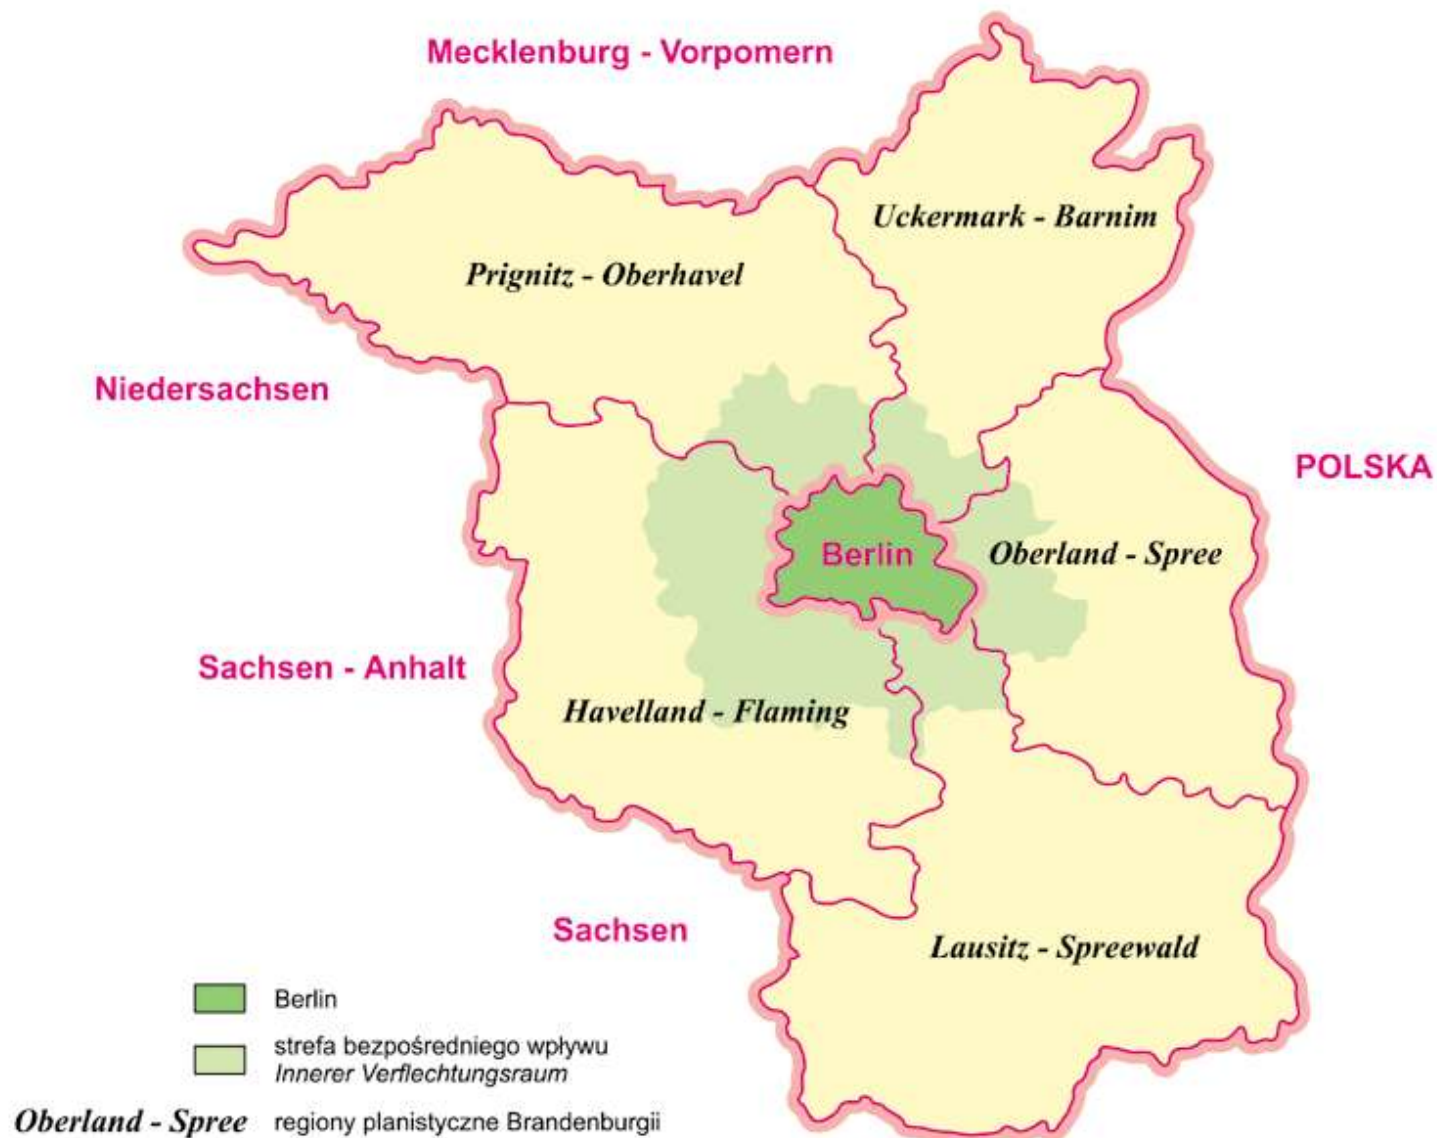 Mecklenburg - Vorpomern
Uckermark - Barnim
Prignitz - Oberhavel
Niedersachsen
POLSKA
Berlin
Oberland - Spree
Sachsen - Anhalt
Havelland - Flaming
Sachsen
Lausitz - Spreewald
Berlin
strefa bezpośredniego wpływu
Innerer Verflechtungsraum
Oberland - Spree regiony planistyczne Brandenburgii